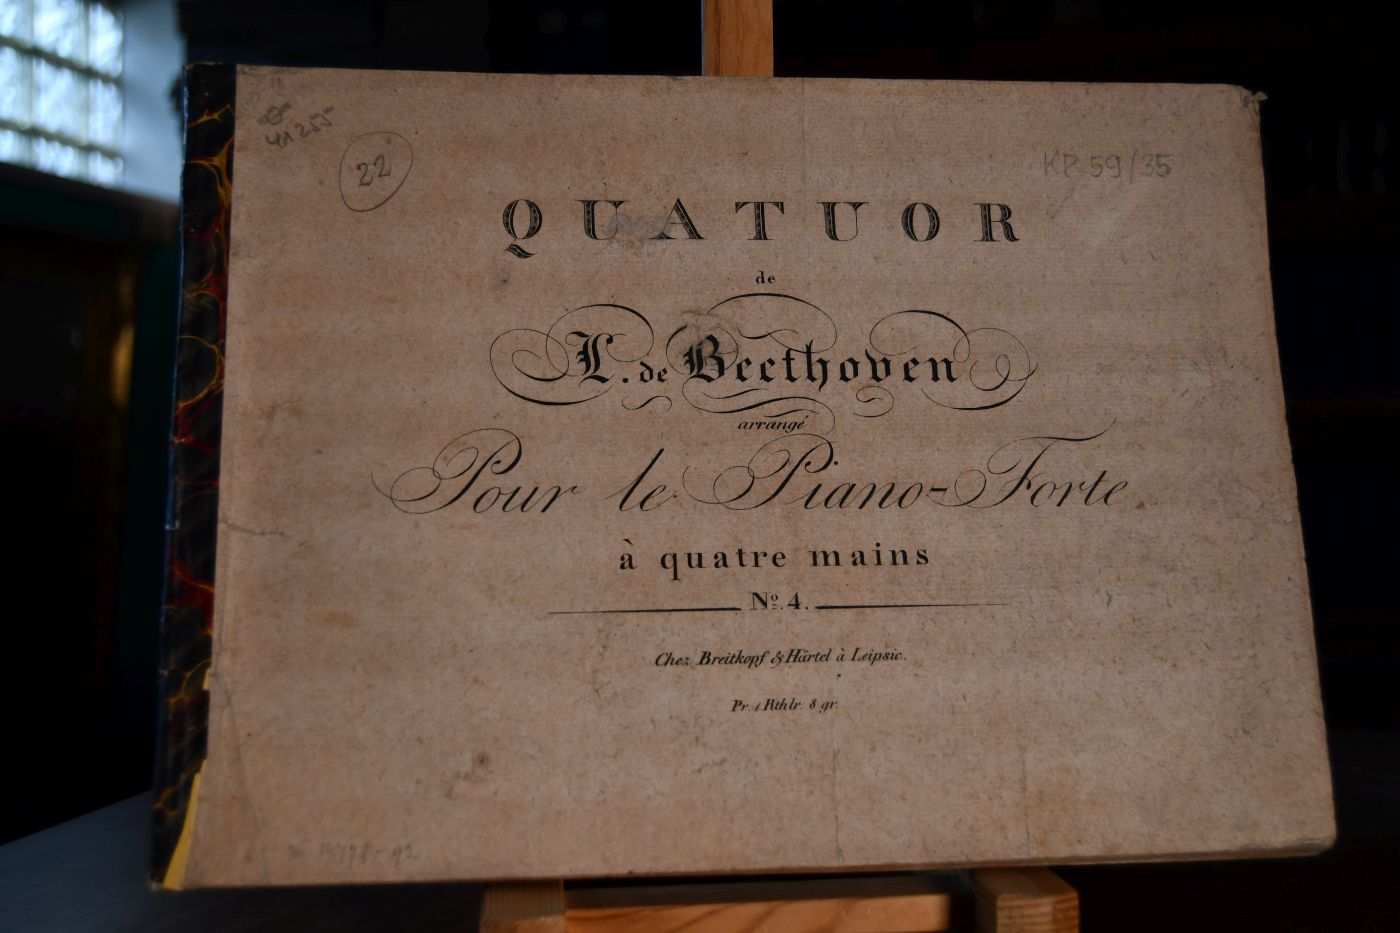 41255
22
KP. 59/35
QUATUOR
de
L. de Beethoven
arrangé
Pour le Piano-Forte
à quatre mains
No. 4.
Chez Breitkopf & Härtel à Leipsic.
Pr. 1 Rthlr. 8 gr.